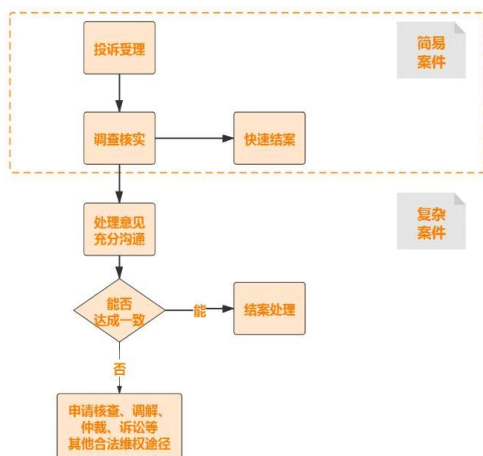 投诉受理
简易
案件
调查核实
快速结案
处理意见
充分沟通
复杂
案件
能否
达成一致
能
结案处理
否
申请核查、调解、
仲裁、诉讼等
其他合法维权途径